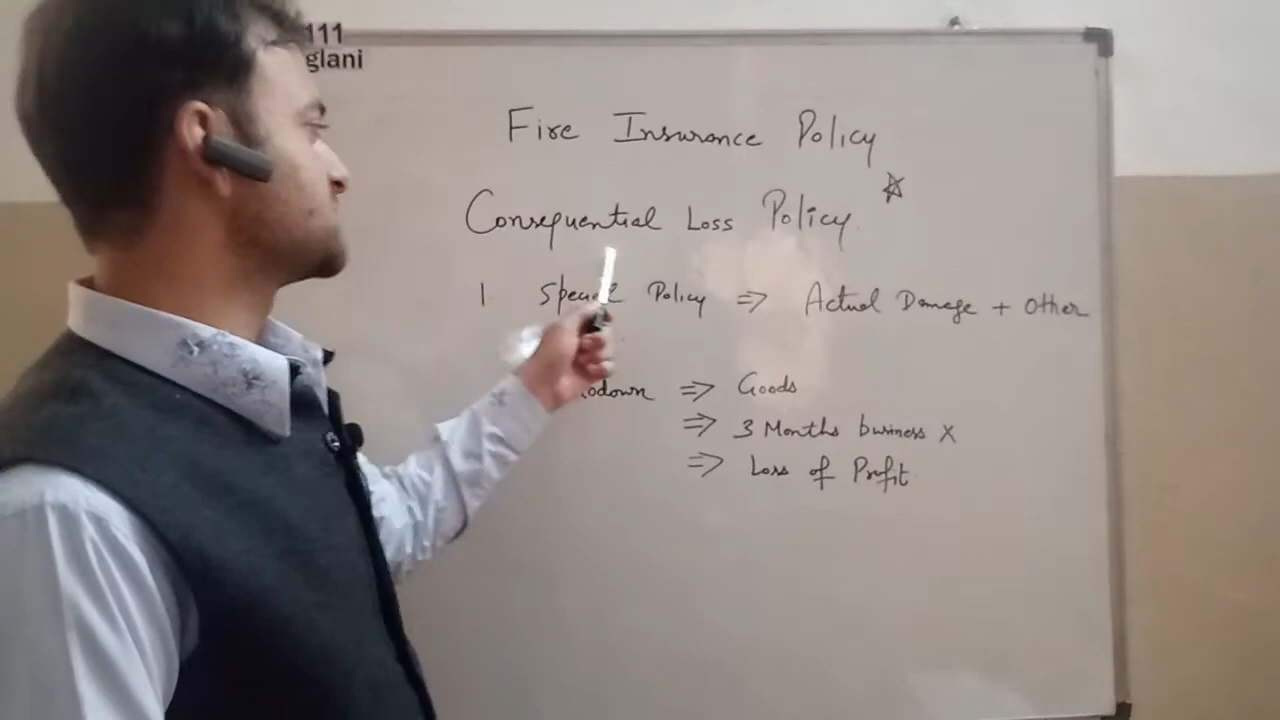 111
glani
Fire Insurance Policy
Consequential Loss Policy
1. Policy ⇒ Actual Damage + Other
⇒ Goods
⇒ 3 Months business X
⇒ Loss of Profit